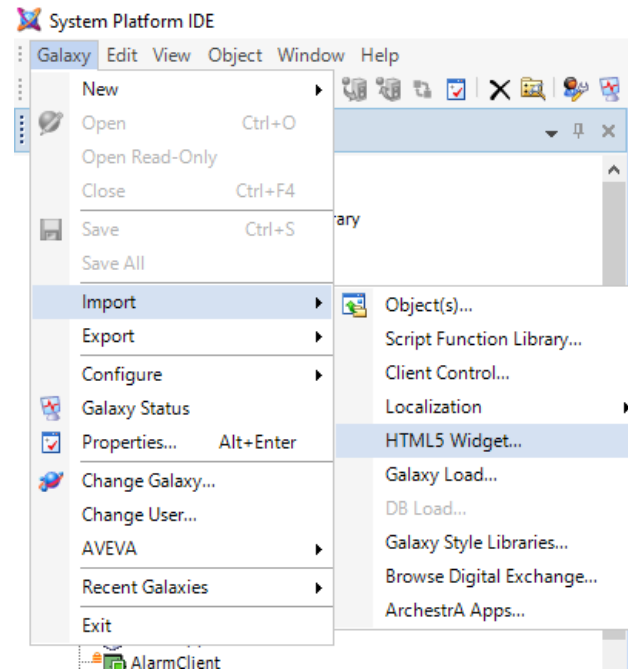 System Platform IDE
Galaxy Edit View Object Window Help
New
Open Ctrl+O
Open Read-Only
Close Ctrl+F4
Save Ctrl+S
Save All
Import
Export
Configure
Galaxy Status
Properties... Alt+Enter
Change Galaxy...
Change User...
AVEVA
Recent Galaxies
Exit
rary
Object(s)...
Script Function Library...
Client Control...
Localization
HTML5 Widget...
Galaxy Load...
DB Load...
Galaxy Style Libraries...
Browse Digital Exchange...
ArchestrA Apps...
AlarmClient